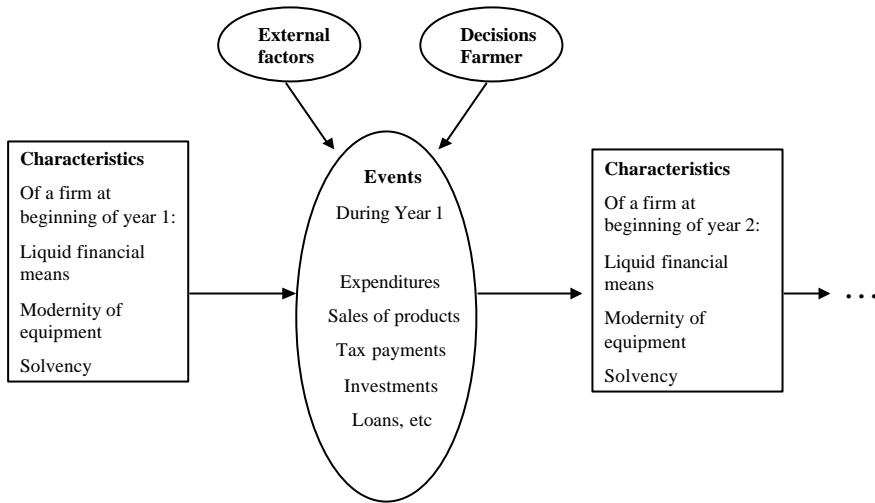 External
factors
Decisions
Farmer
Characteristics
Of a firm at
beginning of year 1:
Liquid financial
means
Modernity of
equipment
Solvency
Events
During Year 1
Expenditures
Sales of products
Tax payments
Investments
Loans, etc
Characteristics
Of a firm at
beginning of year 2:
Liquid financial
means
Modernity of
equipment
Solvency
...